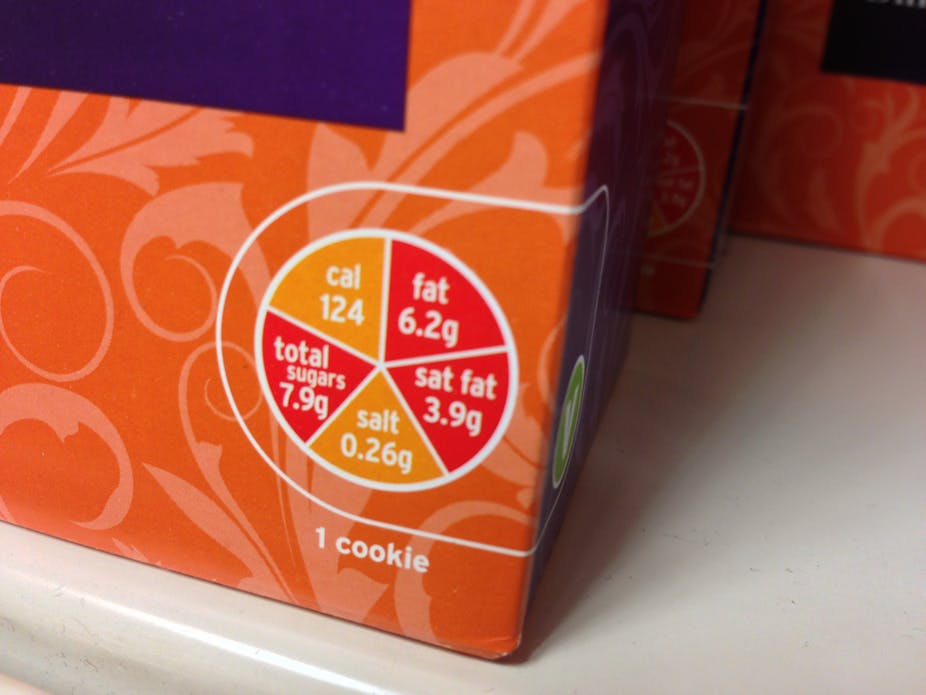 cal
124
fat
6.2g
total
sugars
7.9g
sat fat
3.9g
salt
0.26g
1 cookie
V